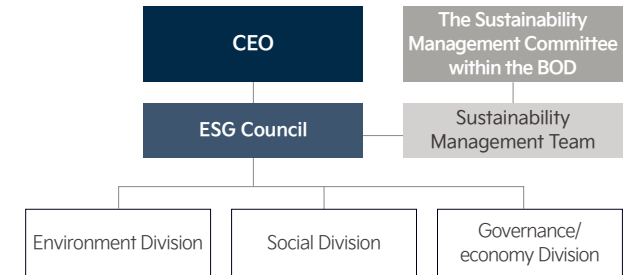 CEO
The Sustainability
Management Committee
within the BOD
ESG Council
Sustainability
Management Team
Environment Division
Social Division
Governance/
economy Division